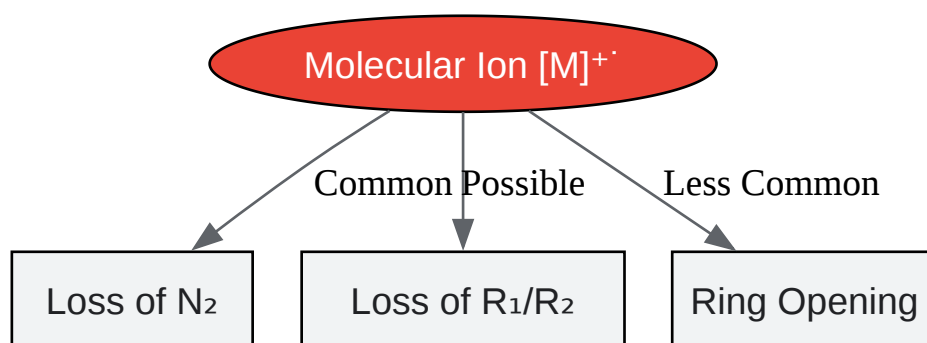 Molecular Ion [M]⁺˙
Common Possible Less Common
Loss of N₂ Loss of R₁/R₂ Ring Opening